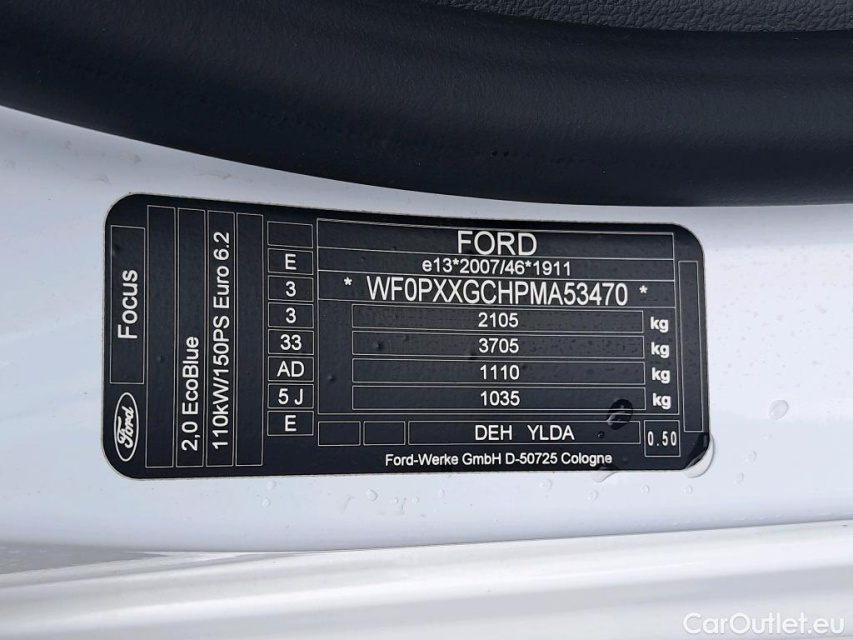 FORD
e13*2007/46*1911
* WF0PXXGCHPMA53470 *
2105 kg
3705 kg
1110 kg
1035 kg
DEH YLDA
0.50
Ford-Werke GmbH D-50725 Cologne
E
3
3
33
AD
5 J
E
110kW/150PS Euro 6.2
2,0 EcoBlue
Focus
Ford
CarOutlet.eu